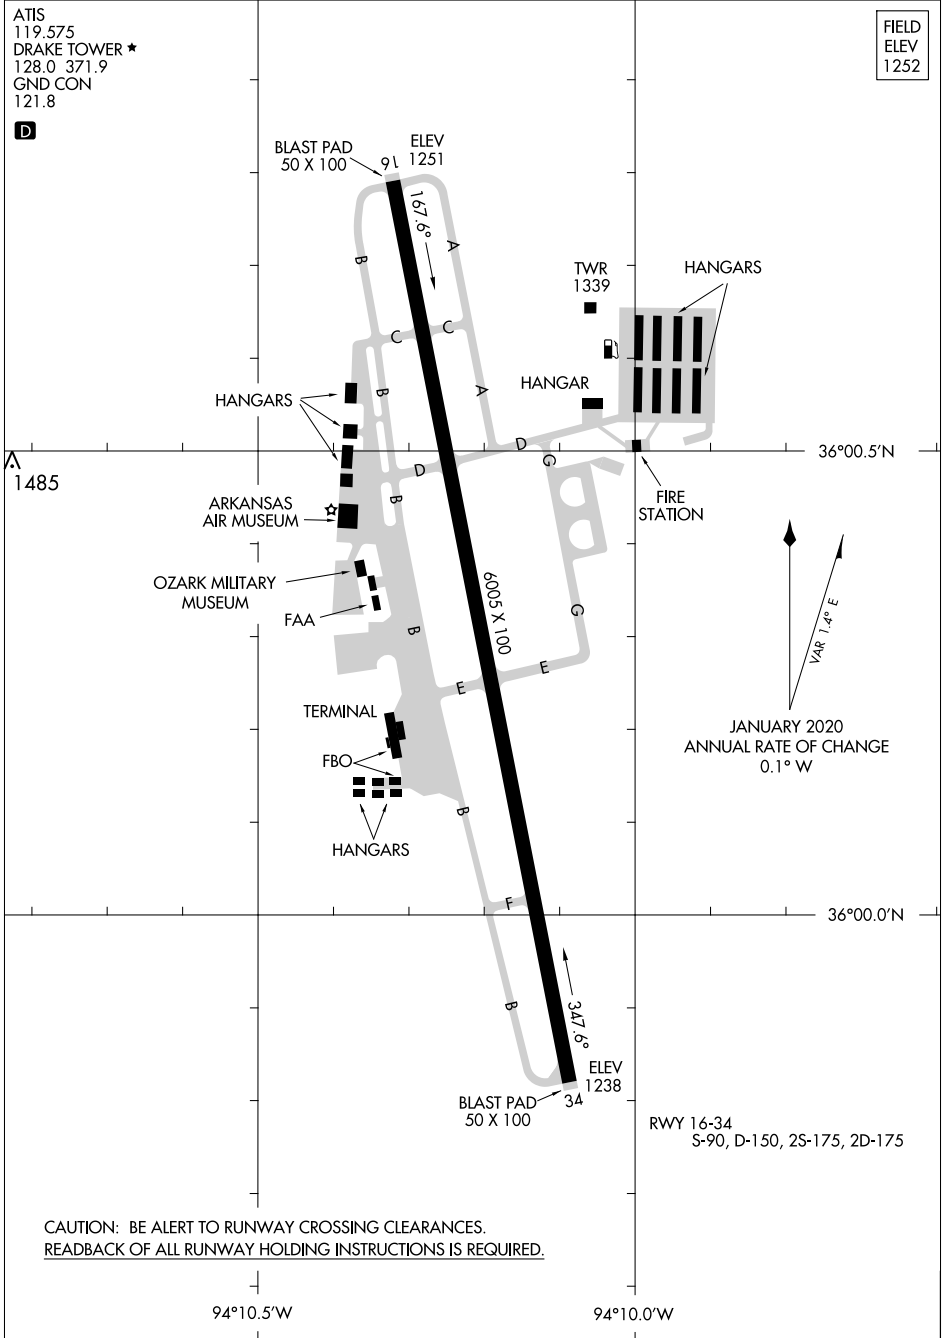 ATIS
119.575
DRAKE TOWER ★
128.0 371.9
GND CON
121.8
D
FIELD
ELEV
1252
BLAST PAD
50 X 100
16
ELEV
1251
167.6°
A
B
TWR
1339
HANGARS
C
C
HANGAR
B
A
HANGARS
D
D
G
36°00.5'N
1485
B
ARKANSAS
AIR MUSEUM
FIRE
STATION
OZARK MILITARY
MUSEUM
FAA
6005 X 100
G
B
VAR 1.4° E
E
E
TERMINAL
JANUARY 2020
ANNUAL RATE OF CHANGE
0.1° W
FBO
B
HANGARS
F
36°00.0'N
B
347.6°
ELEV
1238
BLAST PAD
50 X 100
34
RWY 16-34
S-90, D-150, 2S-175, 2D-175
CAUTION: BE ALERT TO RUNWAY CROSSING CLEARANCES.
READBACK OF ALL RUNWAY HOLDING INSTRUCTIONS IS REQUIRED.
94°10.5'W
94°10.0'W